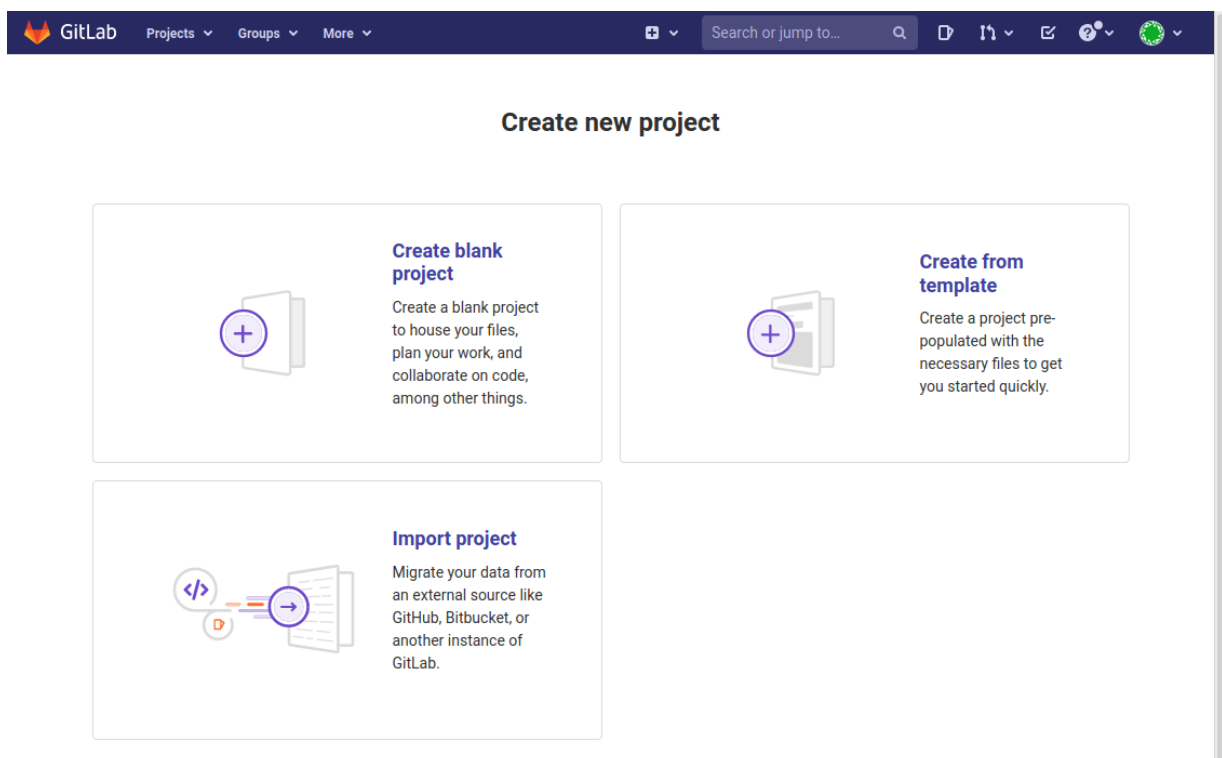 GitLab Projects Groups More Search or jump to...
Create new project
Create blank
project
Create a blank project
to house your files,
plan your work, and
collaborate on code,
among other things.
Create from
template
Create a project pre-
populated with the
necessary files to get
you started quickly.
Import project
Migrate your data from
an external source like
GitHub, Bitbucket, or
another instance of
GitLab.